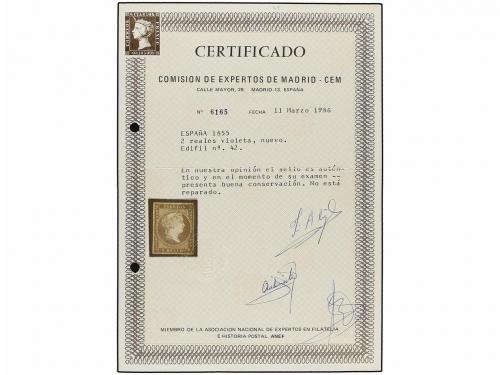 CERTIFICADO
COMISION DE EXPERTOS DE MADRID - CEM
CALLE MAYOR, 29. MADRID-13. ESPAÑA
Nº 6165 FECHA 11 Marzo 1986
ESPAÑA 1855
2 reales violeta, nuevo.
Edifil nº. 42.
En nuestra opinión el sello es autén-
tico y en el momento de su examen --
presenta buena conservación. No está
reparado.
MIEMBRO DE LA ASOCIACION NACIONAL DE EXPERTOS EN FILATELIA
E HISTORIA POSTAL. ANEF